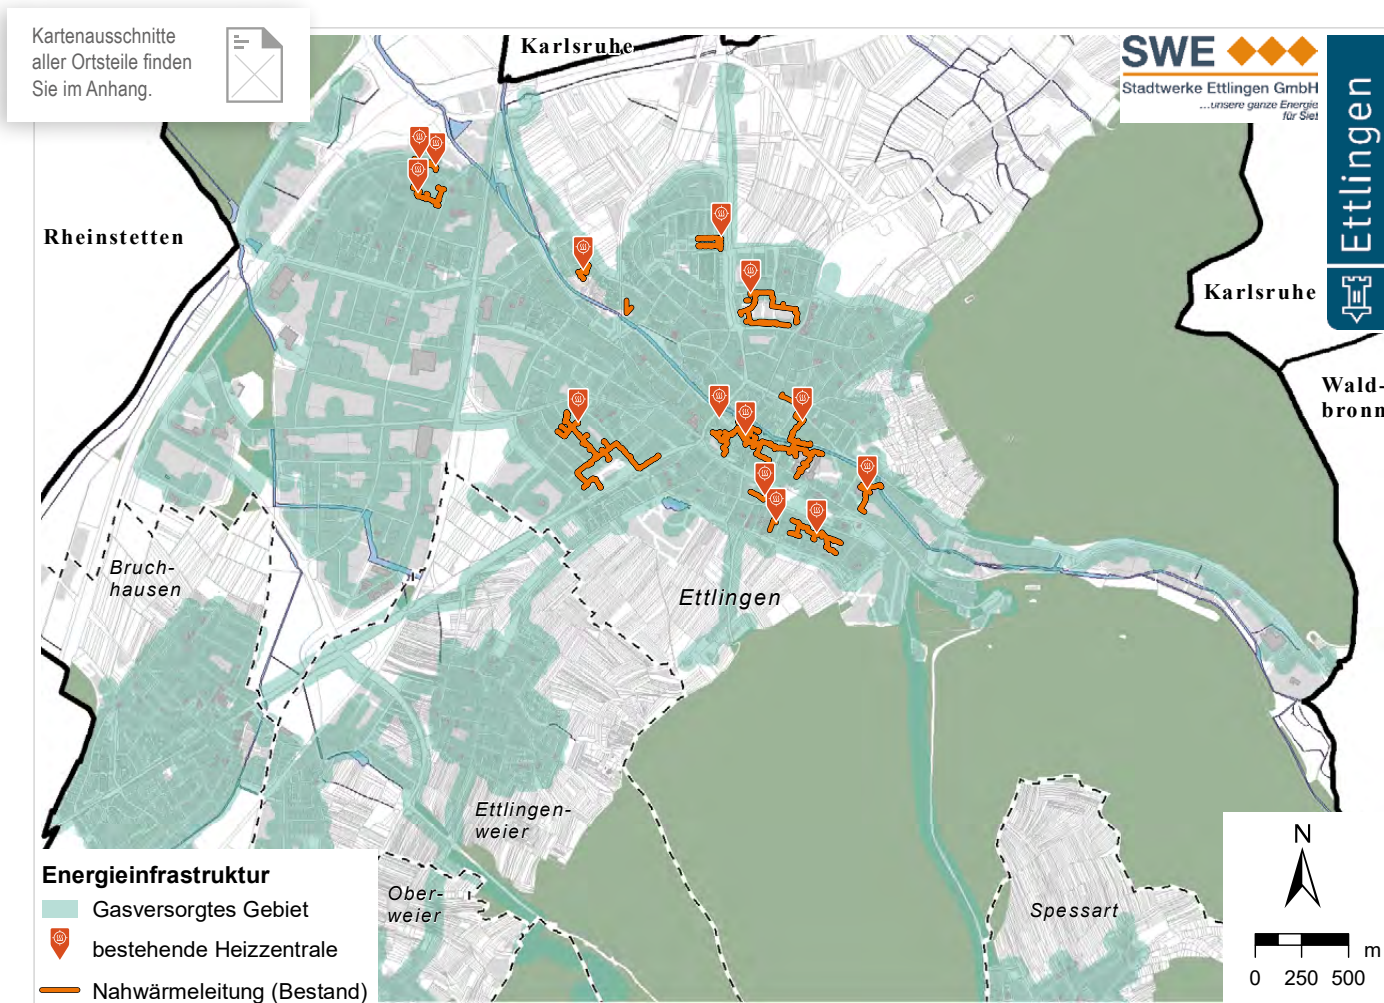 Kartenausschnitte
aller Ortsteile finden
Sie im Anhang.
Karlsruhe
SWE
Stadtwerke Ettlingen GmbH
...unsere ganze Energie
für Sie!
Ettlingen
Rheinstetten
Karlsruhe
Wald-
bronn
Bruch-
hausen
Ettlingen
Ettlingen-
weier
Ober-
weier
Spessart
Energieinfrastruktur
Gasversorgtes Gebiet
bestehende Heizzentrale
Nahwärmeleitung (Bestand)
N
m
0 250 500